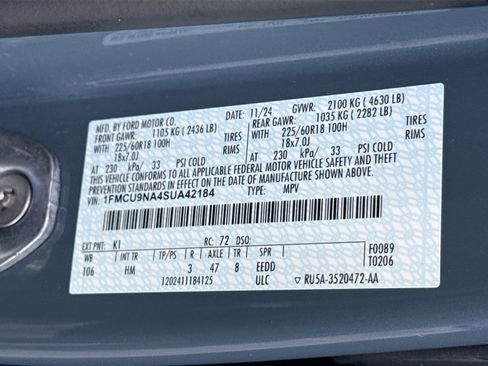 MFD. BY FORD MOTOR CO.
DATE: 11/24 GVWR: 2100 KG ( 4630 LB)
FRONT GAWR: 1105 KG ( 2436 LB) REAR GAWR: 1035 KG ( 2282 LB)
WITH 225/60R18 100H TIRES WITH 225/60R18 100H TIRES
18x7.0J RIMS 18x7.0J RIMS
AT 230 kPa/ 33 PSI COLD AT 230 kPa/ 33 PSI COLD
THIS VEHICLE CONFORMS TO ALL APPLICABLE FEDERAL MOTOR VEHICLE SAFETY AND THEFT
PREVENTION STANDARDS IN EFFECT ON THE DATE OF MANUFACTURE SHOWN ABOVE.
VIN: 1FMCU9NA4SUA42184 TYPE: MPV
EXT PNT: K1 RC: 72 DSO: F0089
WB INT TR TP/PS R AXLE TR SPR T0206
106 HM 3 47 8 EEDD
1202411184125 ULC ▽ RU5A-3520472-AA